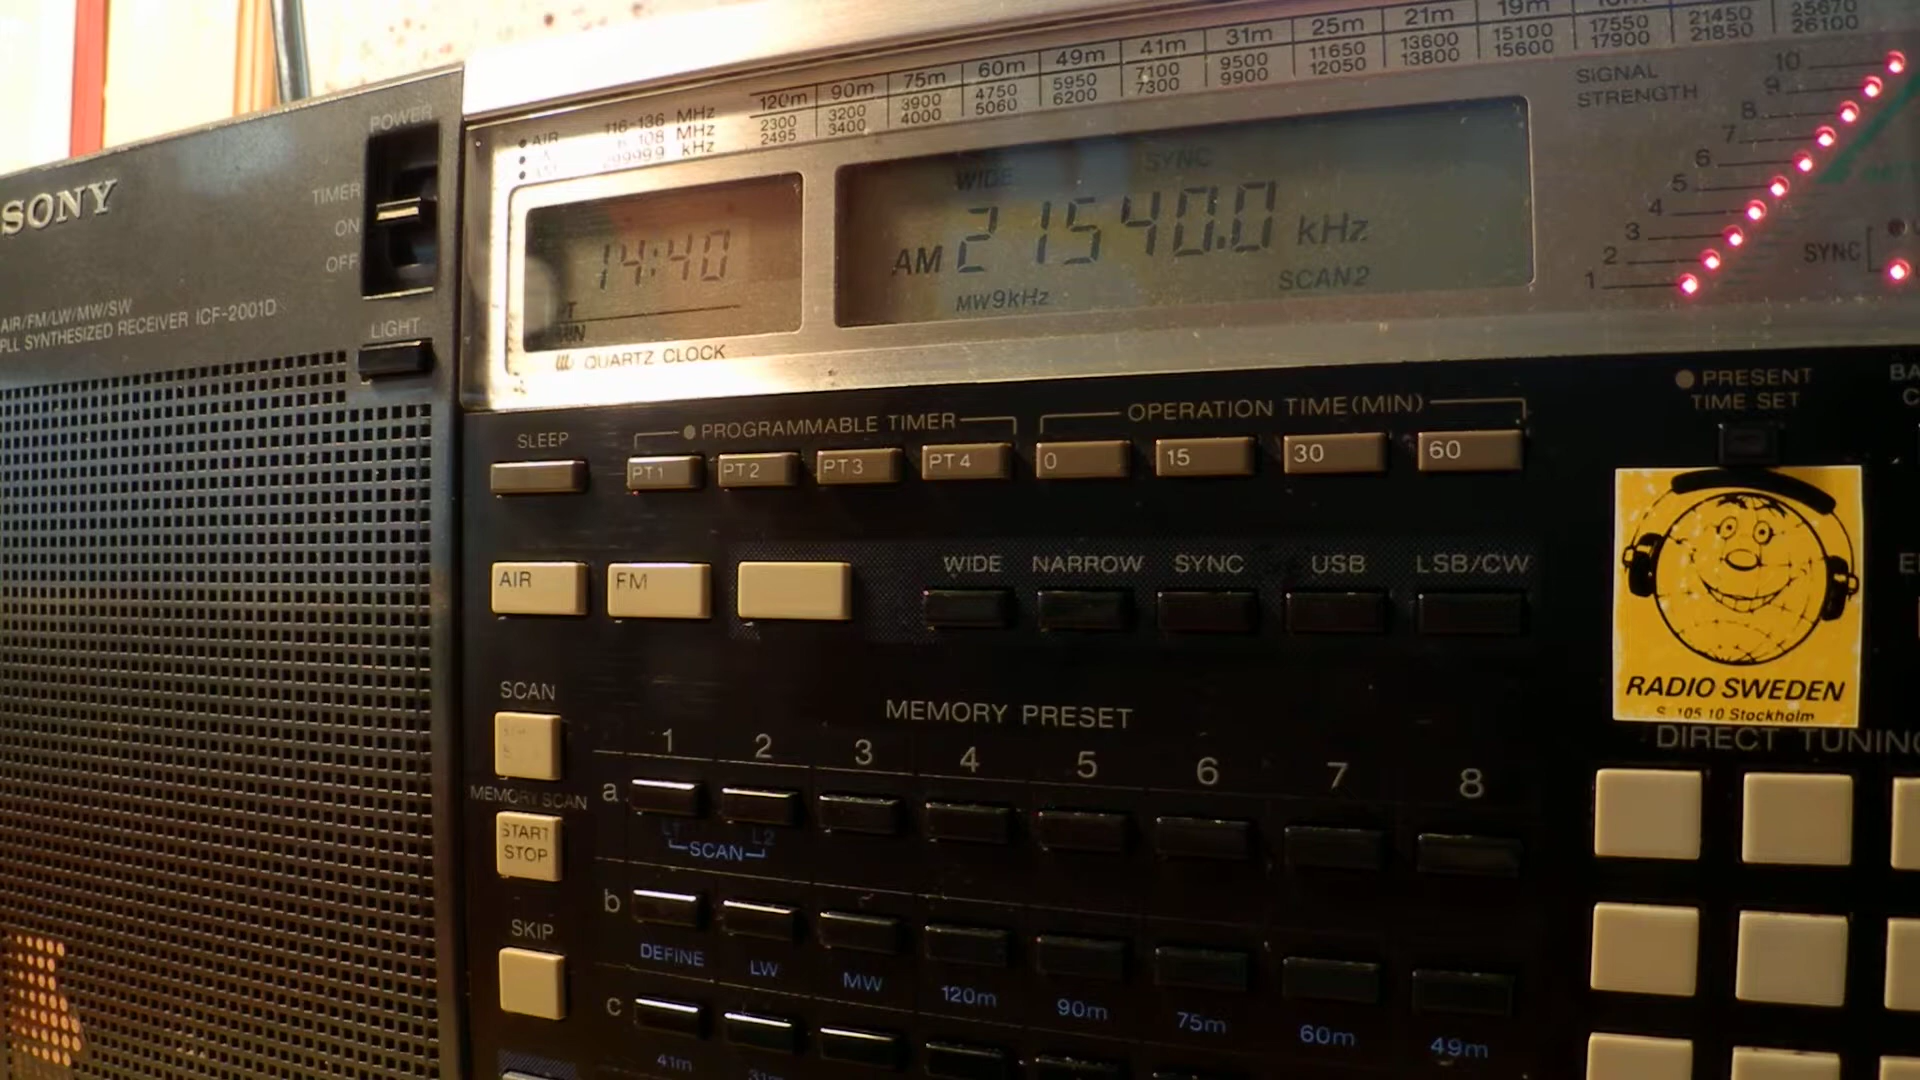 SONY
AIR/FM/LW/MW/SW
PLL SYNTHESIZED RECEIVER ICF-2001D
POWER
TIMER
ON
OFF
LIGHT
AIR 116-136 MHz
108 MHz
kHz
120m 90m 75m 60m 49m 41m 31m 25m 21m 19m
2300 3200 3900 4750 5950 7100 9500 11650 13600 15100 17550 21450 25670
2495 3400 4000 5060 6200 7300 9900 12050 13800 15600 17900 21850 26100
14:40
QUARTZ CLOCK
WIDE SYNC
AM 21540.0 kHz
MW9kHz SCAN2
SIGNAL
STRENGTH
10
9
8
7
6
5
4
3
2
1
SYNC
SLEEP
PROGRAMMABLE TIMER
OPERATION TIME(MIN)
PT1 PT2 PT3 PT4 0 15 30 60
PRESENT
TIME SET
AIR FM
WIDE NARROW SYNC USB LSB/CW
RADIO SWEDEN
S-105 10 Stockholm
SCAN
MEMORY SCAN
START
STOP
SKIP
MEMORY PRESET
1 2 3 4 5 6 7 8
a
L1 L2
SCAN
b
DEFINE LW MW 120m 90m 75m 60m 49m
c
41m 31m
DIRECT TUNING